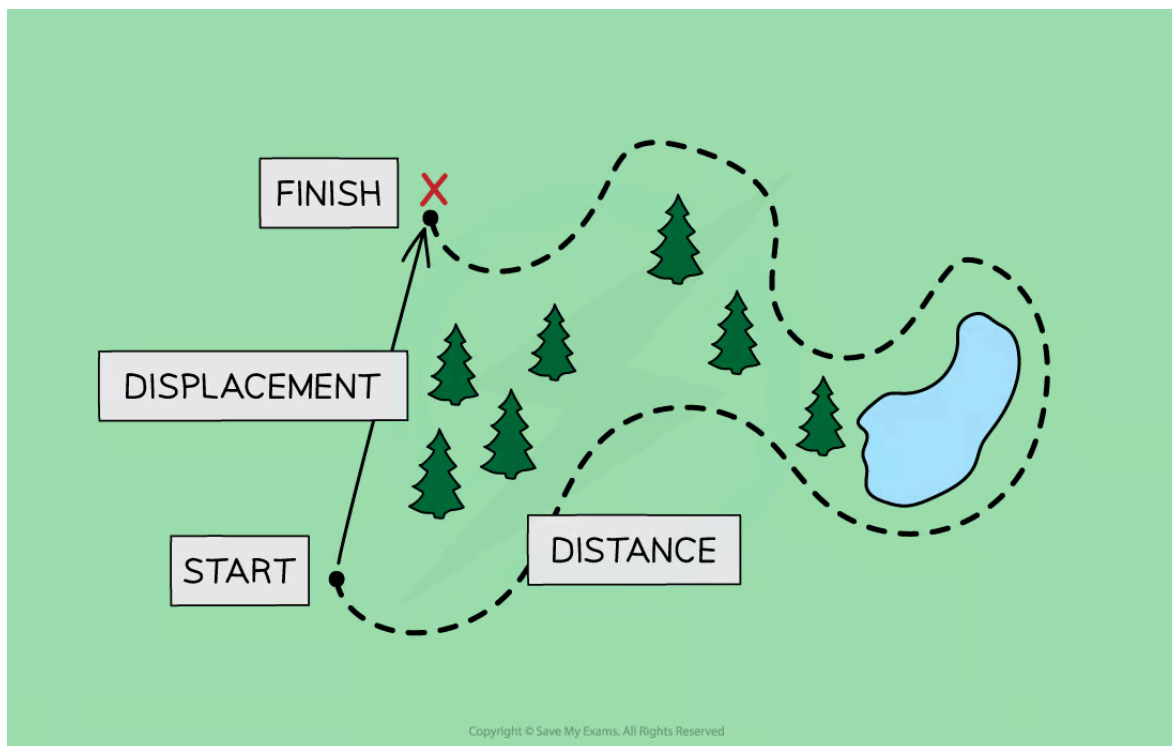 FINISH
DISPLACEMENT
START
DISTANCE
Copyright © Save My Exams. All Rights Reserved